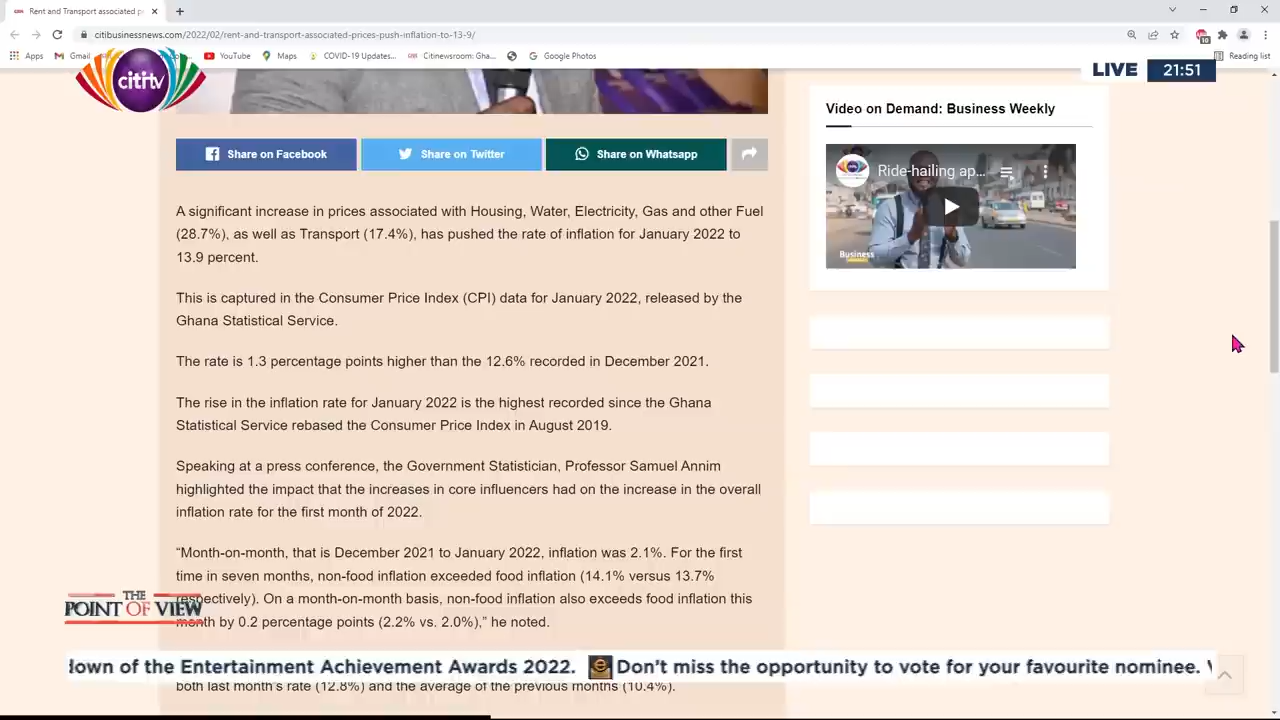 Rent and Transport associated p
citibusinessnews.com/2022/02/rent-and-transport-associated-prices-push-inflation-to-13-9/
Apps
Gmail
YouTube
Maps
COVID-19 Updates...
Citinewsroom: Gha...
Google Photos
10
Reading list
citi tv
LIVE 21:51
Share on Facebook
Share on Twitter
Share on Whatsapp
A significant increase in prices associated with Housing, Water, Electricity, Gas and other Fuel
(28.7%), as well as Transport (17.4%), has pushed the rate of inflation for January 2022 to
13.9 percent.
This is captured in the Consumer Price Index (CPI) data for January 2022, released by the
Ghana Statistical Service.
The rate is 1.3 percentage points higher than the 12.6% recorded in December 2021.
The rise in the inflation rate for January 2022 is the highest recorded since the Ghana
Statistical Service rebased the Consumer Price Index in August 2019.
Speaking at a press conference, the Government Statistician, Professor Samuel Annim
highlighted the impact that the increases in core influencers had on the increase in the overall
inflation rate for the first month of 2022.
“Month-on-month, that is December 2021 to January 2022, inflation was 2.1%. For the first
time in seven months, non-food inflation exceeded food inflation (14.1% versus 13.7%
respectively). On a month-on-month basis, non-food inflation also exceeds food inflation this
month by 0.2 percentage points (2.2% vs. 2.0%),” he noted.
both last month's rate (12.8%) and the average of the previous months (10.4%).
Video on Demand: Business Weekly
Ride-hailing ap...
Business
THE
POINT OF VIEW
down of the Entertainment Achievement Awards 2022. Don't miss the opportunity to vote for your favourite nominee.